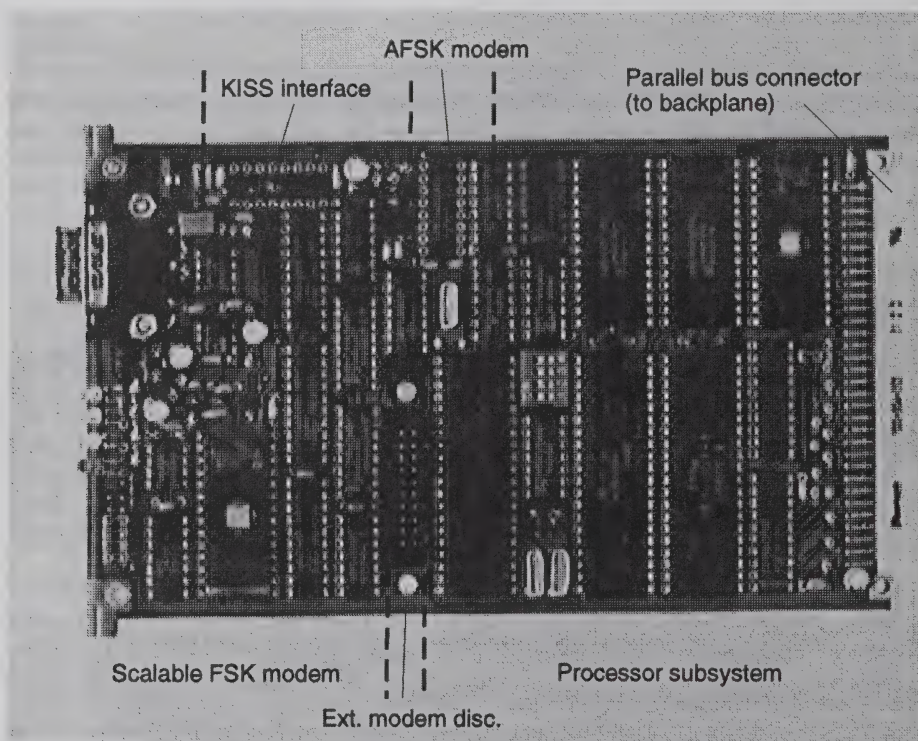 AFSK modem
KISS interface
Parallel bus connector
(to backplane)
Scalable FSK modem
Processor subsystem
Ext. modem disc.